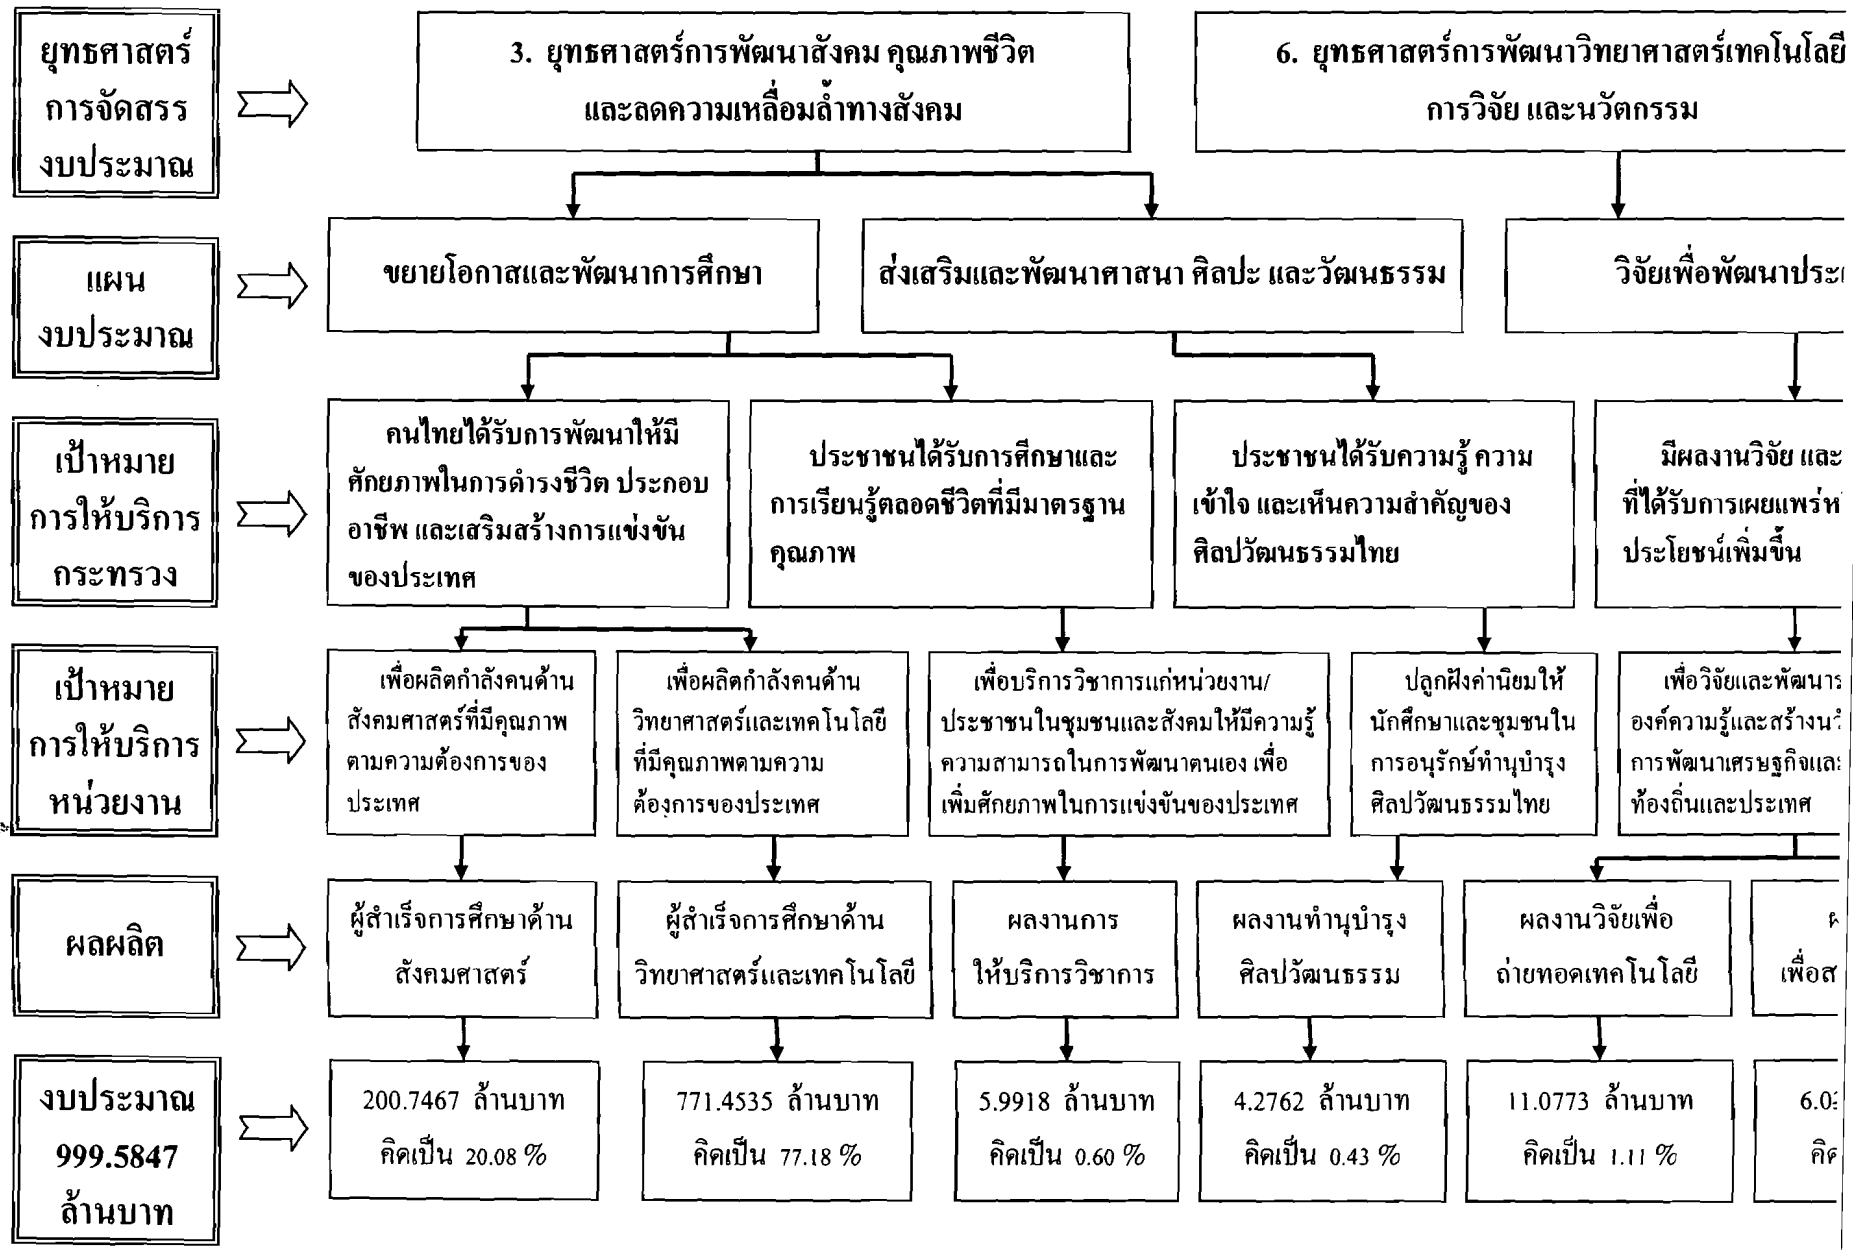 ยุทธศาสตร์
การจัดสรร
งบประมาณ
3. ยุทธศาสตร์การพัฒนาสังคม คุณภาพชีวิต
และลดความเหลื่อมล้ำทางสังคม
6. ยุทธศาสตร์การพัฒนาวิทยาศาสตร์เทคโนโลยี
การวิจัย และนวัตกรรม
แผน
งบประมาณ
ขยายโอกาสและพัฒนาการศึกษา
ส่งเสริมและพัฒนาศาสนา ศิลปะ และวัฒนธรรม
วิจัยเพื่อพัฒนาประเ
เป้าหมาย
การให้บริการ
กระทรวง
คนไทยได้รับการพัฒนาให้มี
ศักยภาพในการดำรงชีวิต ประกอบ
อาชีพ และเสริมสร้างการแข่งขัน
ของประเทศ
ประชาชนได้รับการศึกษาและ
การเรียนรู้ตลอดชีวิตที่มีมาตรฐาน
คุณภาพ
ประชาชนได้รับความรู้ ความ
เข้าใจ และเห็นความสำคัญของ
ศิลปวัฒนธรรมไทย
มีผลงานวิจัย และ
ที่ได้รับการเผยแพร่ห
ประโยชน์เพิ่มขึ้น
เป้าหมาย
การให้บริการ
หน่วยงาน
เพื่อผลิตกำลังคนด้าน
สังคมศาสตร์ที่มีคุณภาพ
ตามความต้องการของ
ประเทศ
เพื่อผลิตกำลังคนด้าน
วิทยาศาสตร์และเทคโนโลยี
ที่มีคุณภาพตามความ
ต้องการของประเทศ
เพื่อบริการวิชาการแก่หน่วยงาน/
ประชาชนในชุมชนและสังคมให้มีความรู้
ความสามารถในการพัฒนาตนเอง เพื่อ
เพิ่มศักยภาพในการแข่งขันของประเทศ
ปลูกฝังค่านิยมให้
นักศึกษาและชุมชนใน
การอนุรักษ์ทำนุบำรุง
ศิลปวัฒนธรรมไทย
เพื่อวิจัยและพัฒนาร
องค์ความรู้และสร้างนวั
การพัฒนาเศรษฐกิจและ
ท้องถิ่นและประเทศ
ผลผลิต
ผู้สำเร็จการศึกษาด้าน
สังคมศาสตร์
ผู้สำเร็จการศึกษาด้าน
วิทยาศาสตร์และเทคโนโลยี
ผลงานการ
ให้บริการวิชาการ
ผลงานทำนุบำรุง
ศิลปวัฒนธรรม
ผลงานวิจัยเพื่อ
ถ่ายทอดเทคโนโลยี
เพื่อส
งบประมาณ
999.5847
ล้านบาท
200.7467 ล้านบาท
คิดเป็น 20.08 %
771.4535 ล้านบาท
คิดเป็น 77.18 %
5.9918 ล้านบาท
คิดเป็น 0.60 %
4.2762 ล้านบาท
คิดเป็น 0.43 %
11.0773 ล้านบาท
คิดเป็น 1.11 %
6.0